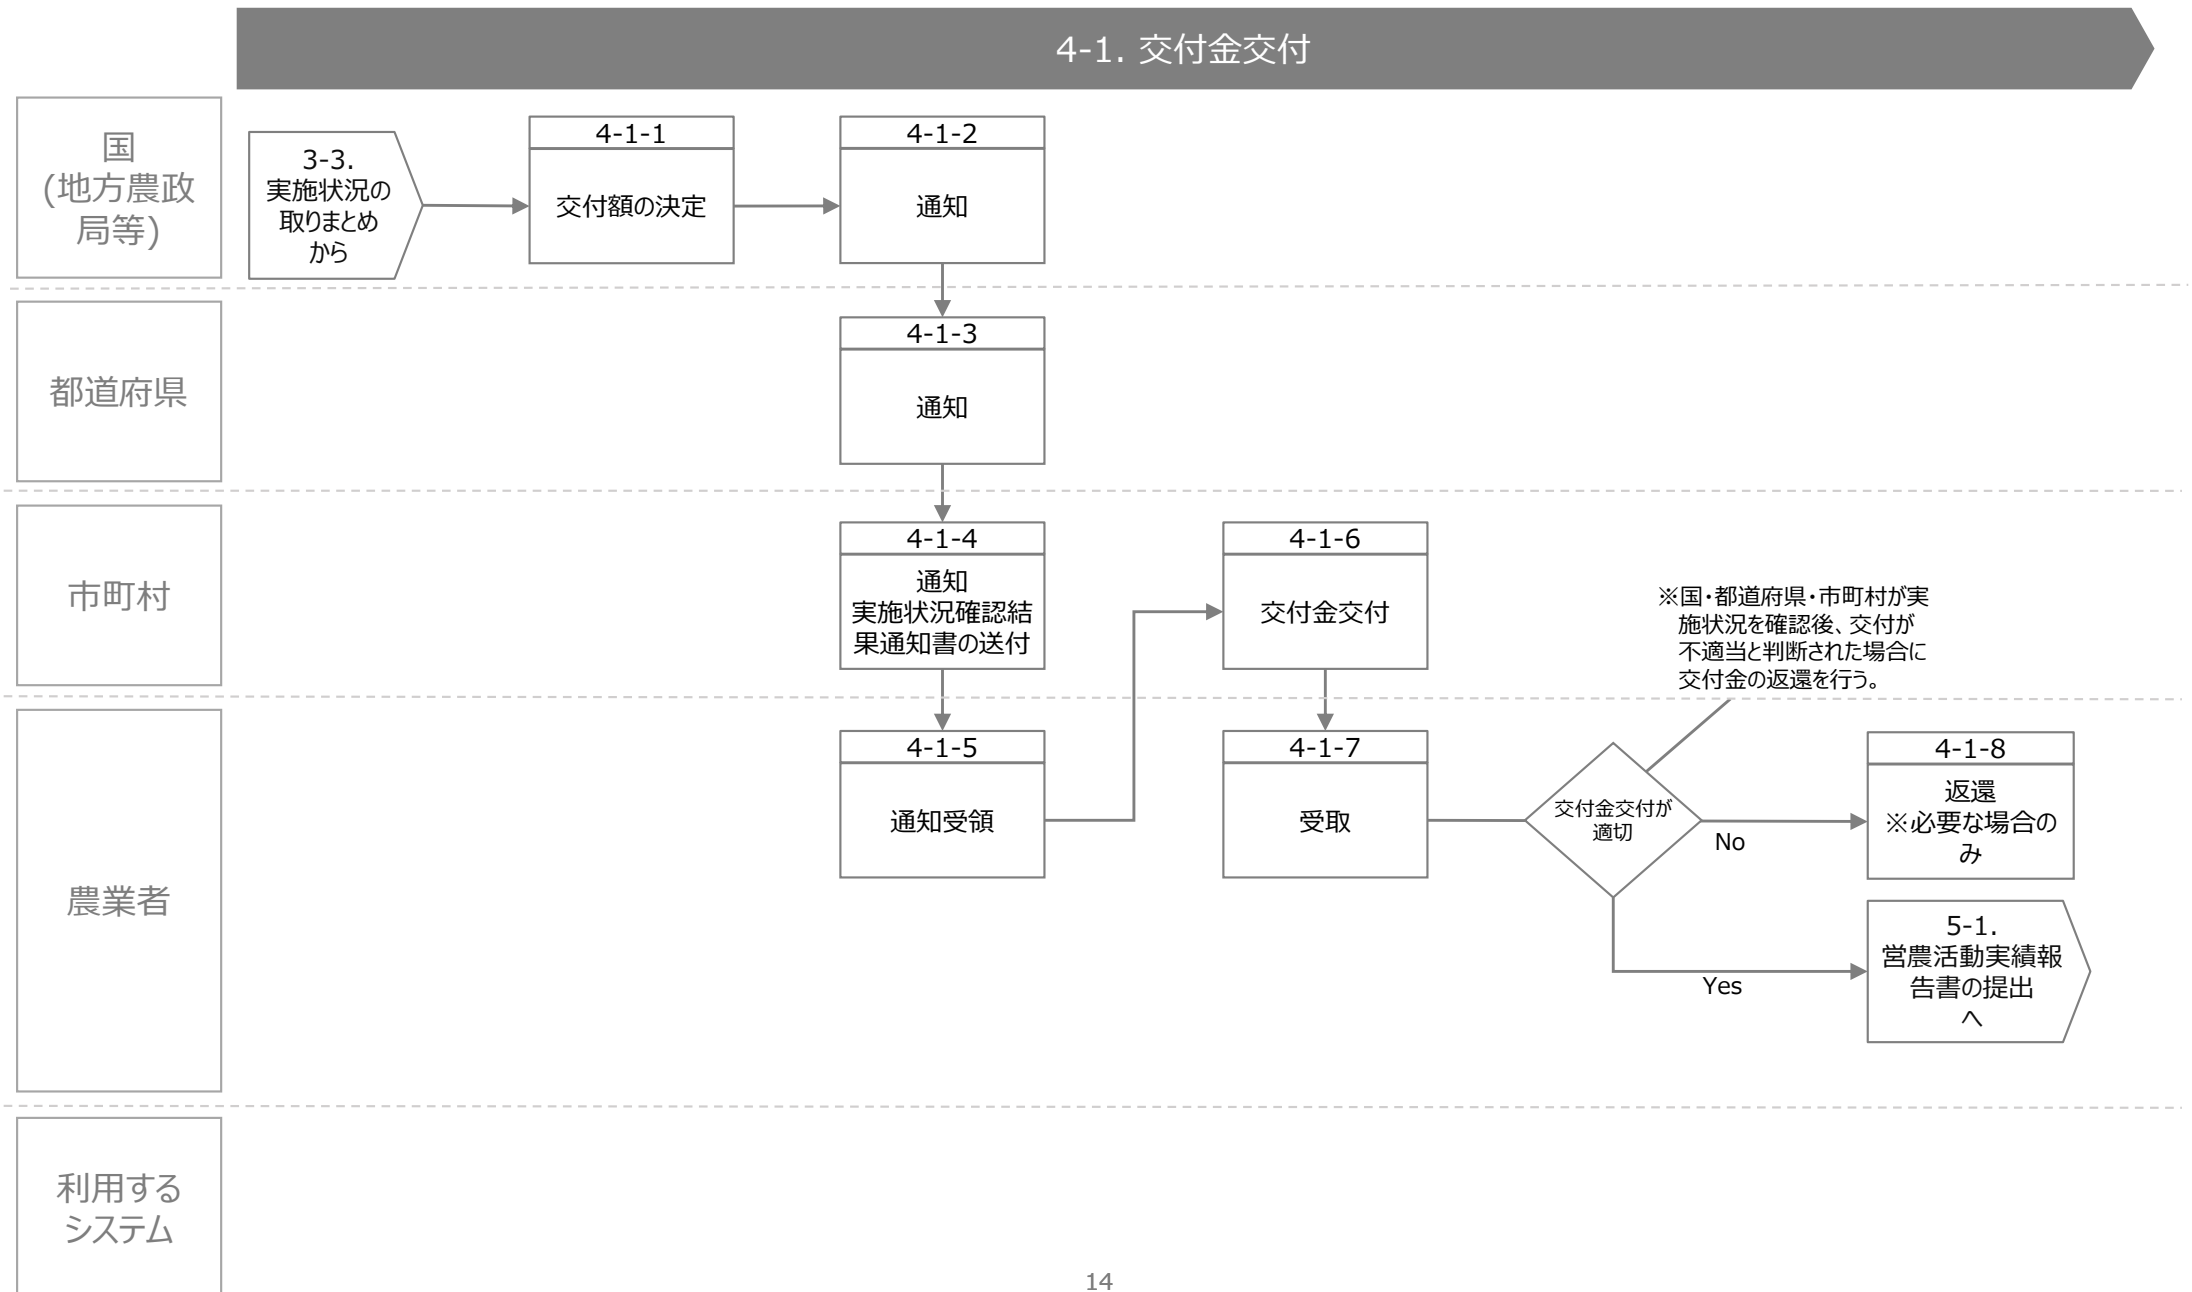 4-1. 交付金交付
国
(地方農政
局等)
3-3.
実施状況の
取りまとめ
から
4-1-1
交付額の決定
4-1-2
通知
都道府県
4-1-3
通知
市町村
4-1-4
通知
実施状況確認結
果通知書の送付
4-1-6
交付金交付
※国・都道府県・市町村が実
施状況を確認後、交付が
不適当と判断された場合に
交付金の返還を行う。
農業者
4-1-5
通知受領
4-1-7
受取
交付金交付が
適切
No
Yes
4-1-8
返還
※必要な場合の
み
5-1.
営農活動実績報
告書の提出
へ
利用する
システム
14